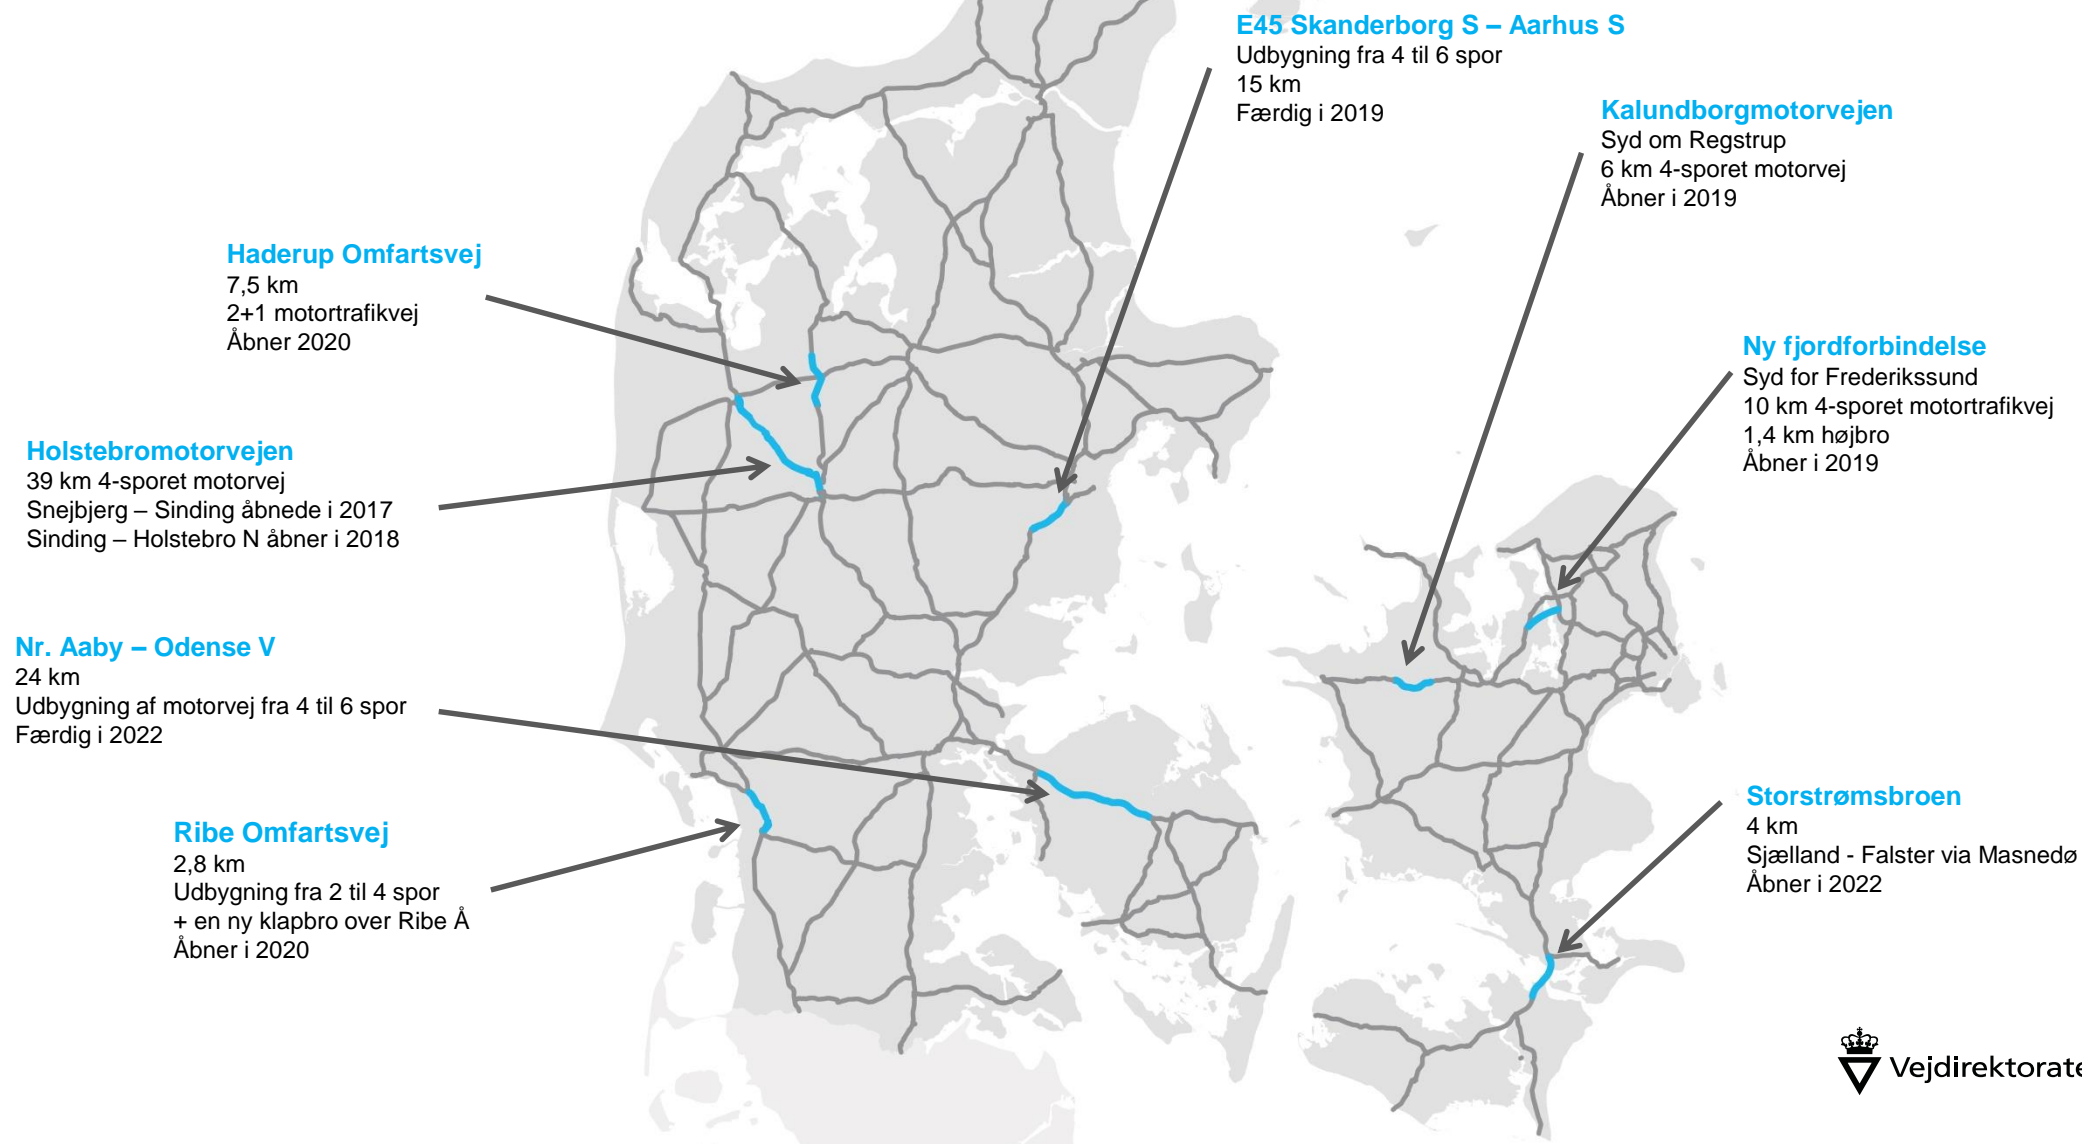 E45 Skanderborg S – Aarhus S
Udbygning fra 4 til 6 spor
15 km
Færdig i 2019
Kalundborgmotorvejen
Syd om Regstrup
6 km 4-sporet motorvej
Åbner i 2019
Haderup Omfartsvej
7,5 km
2+1 motortrafikvej
Åbner 2020
Ny fjordforbindelse
Syd for Frederikssund
10 km 4-sporet motortrafikvej
1,4 km højbro
Åbner i 2019
Holstebromotorvejen
39 km 4-sporet motorvej
Snejbjerg – Sinding åbnede i 2017
Sinding – Holstebro N åbner i 2018
Nr. Aaby – Odense V
24 km
Udbygning af motorvej fra 4 til 6 spor
Færdig i 2022
Ribe Omfartsvej
2,8 km
Udbygning fra 2 til 4 spor
+ en ny klapbro over Ribe Å
Åbner i 2020
Storstrømsbroen
4 km
Sjælland - Falster via Masnedø
Åbner i 2022
Vejdirektorate